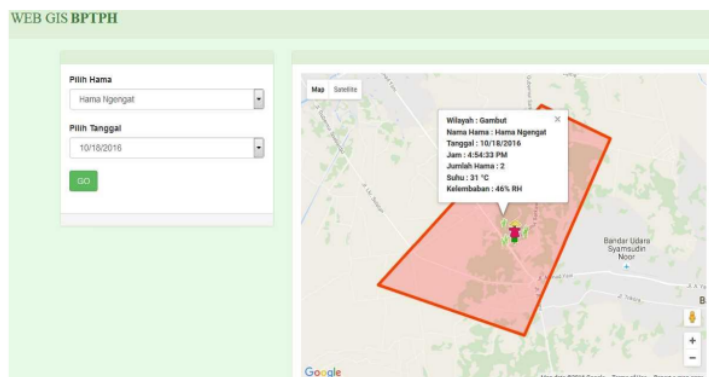 WEB GIS BPTPH
Pilih Hama
Hama Ngengat
Pilih Tanggal
10/18/2016
GO
Map Satellite
Wilayah : Gambut
Nama Hama : Hama Ngengat
Tanggal : 10/18/2016
Jam : 4:54:33 PM
Jumlah Hama : 2
Suhu : 31 °C
Kelembaban : 46% RH
Bandar Udara
Syamsudin
Noor
B
Google